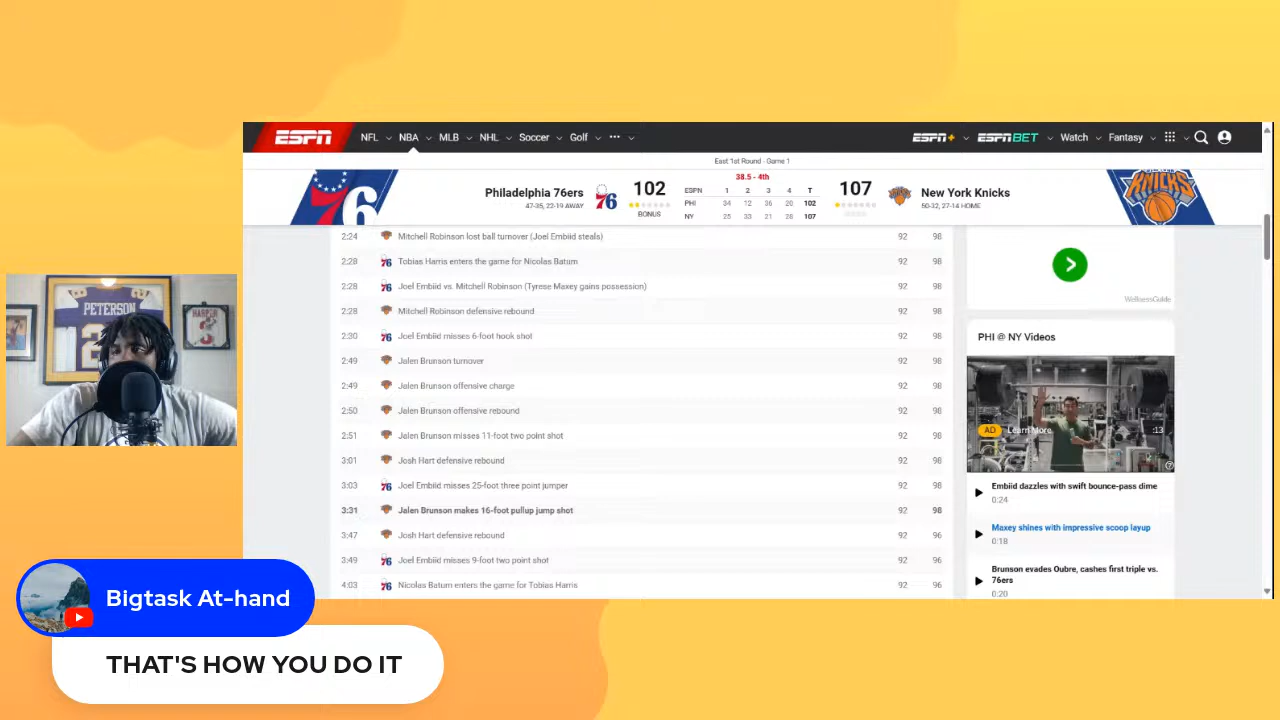 ESPN NFL NBA MLB NHL Soccer Golf ESPN+ ESPN BET Watch Fantasy
East 1st Round - Game 1
38.5 - 4th
Philadelphia 76ers
47-35, 22-19 AWAY
76
102
BONUS
ESPN 1 2 3 4 T
PHI 34 12 36 20 102
NY 25 33 21 28 107
107
New York Knicks
50-32, 27-14 HOME
KNICKS
2:24 Mitchell Robinson lost ball turnover (Joel Embiid steals) 92 98
2:28 Tobias Harris enters the game for Nicolas Batum 92 98
2:28 Joel Embiid vs. Mitchell Robinson (Tyrese Maxey gains possession) 92 98
2:28 Mitchell Robinson defensive rebound 92 98
2:30 Joel Embiid misses 6-foot hook shot 92 98
2:49 Jalen Brunson turnover 92 98
2:49 Jalen Brunson offensive charge 92 98
2:50 Jalen Brunson offensive rebound 92 98
2:51 Jalen Brunson misses 11-foot two point shot 92 98
3:01 Josh Hart defensive rebound 92 98
3:03 Joel Embiid misses 25-foot three point jumper 92 98
3:31 Jalen Brunson makes 16-foot pullup jump shot 92 98
3:47 Josh Hart defensive rebound 92 96
3:49 Joel Embiid misses 9-foot two point shot 92 96
4:03 Nicolas Batum enters the game for Tobias Harris 92 96
WellnessGuide
PHI @ NY Videos
AD Learn More :13
Embiid dazzles with swift bounce-pass dime
0:24
Maxey shines with impressive scoop layup
0:18
Brunson evades Oubre, cashes first triple vs.
76ers
0:20
PETERSON
HARPER
3
Bigtask At-hand
THAT'S HOW YOU DO IT